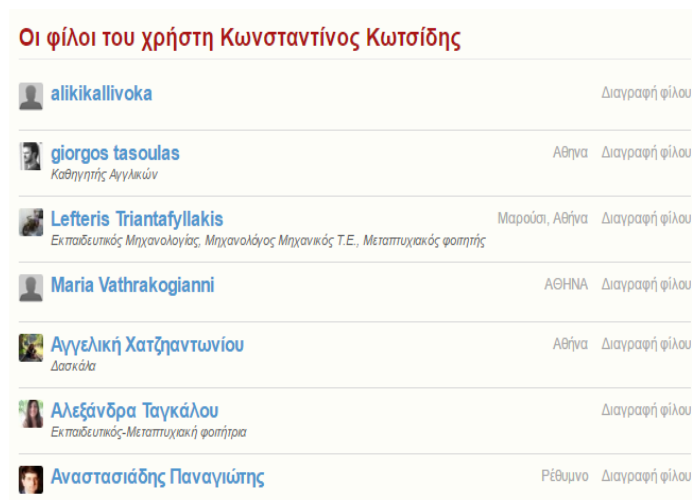 Οι φίλοι του χρήστη Κωνσταντίνος Κωτσίδης
alikikallivoka Διαγραφή φίλου
giorgos tasoulas Αθηνα Διαγραφή φίλου
Καθηγητής Αγγλικών
Lefteris Triantafyllakis Μαρούσι, Αθήνα Διαγραφή φίλου
Εκπαιδευτικός Μηχανολογίας, Μηχανολόγος Μηχανικός Τ.Ε., Μεταπτυχιακός φοιτητής
Maria Vathrakogianni ΑΘΗΝΑ Διαγραφή φίλου
Αγγελική Χατζηαντωνίου Αθήνα Διαγραφή φίλου
Δασκάλα
Αλεξάνδρα Ταγκάλου Διαγραφή φίλου
Εκπαιδευτικός-Μεταπτυχιακή φοιτήτρια
Αναστασιάδης Παναγιώτης Ρέθυμνο Διαγραφή φίλου